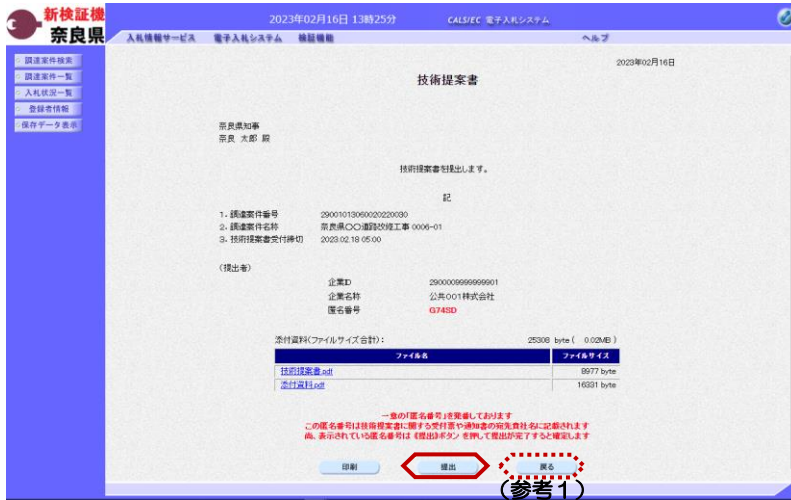 新検証機
奈良県
2023年02月16日 13時25分
CALS/EC 電子入札システム
入札情報サービス 電子入札システム 検証機能 ヘルプ
調達案件検索
調達案件一覧
入札状況一覧
登録者情報
保存データ表示
2023年02月16日
技術提案書
奈良県知事
奈良 太郎 殿
技術提案書を提出します。
記
1．調達案件番号 29001013060020220030
2．調達案件名称 奈良県〇〇道路改修工事 0006-01
3．技術提案書受付締切 2023.02.18 05:00
(提出者)
企業ID 2900009999999901
企業名称 公共001株式会社
匿名番号 G74SD
添付資料(ファイルサイズ合計): 25308 byte ( 0.02MB )
ファイル名 ファイルサイズ
技術提案書.pdf 8977 byte
添付資料.pdf 16331 byte
一意の「匿名番号」を発番しております
この匿名番号は技術提案書に関する受付票や通知書の宛先貴社名に記載されます
尚、表示されている匿名番号は《提出》ボタン を押して提出が完了すると確定します
印刷 提出 戻る
(参考１)